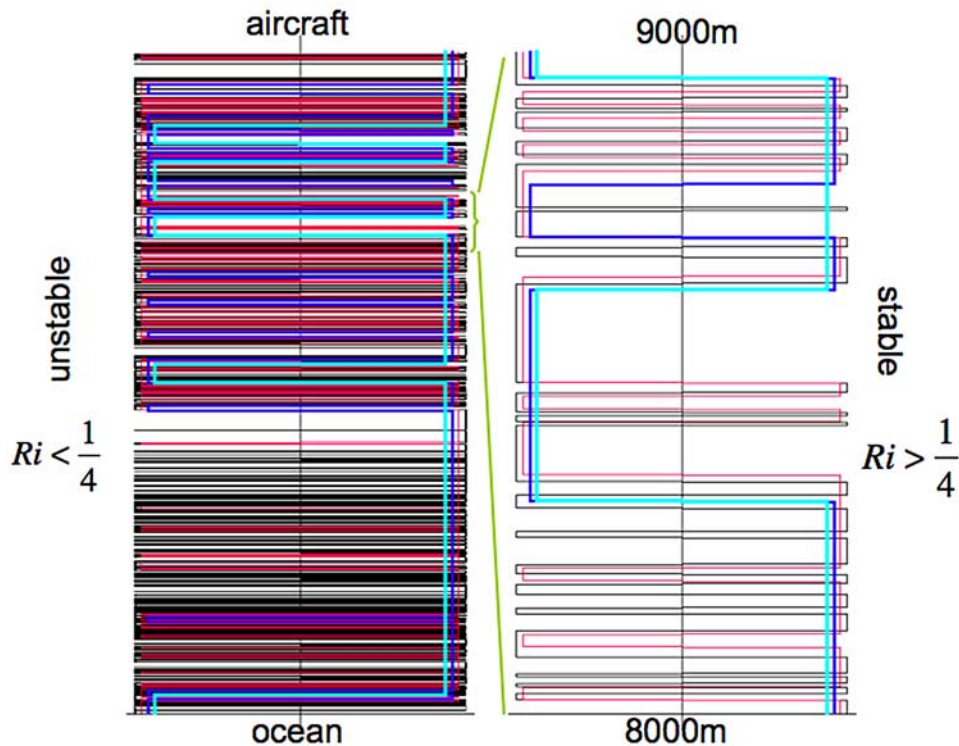 aircraft
9000m
unstable
stable
Ri < 1/4
Ri > 1/4
ocean
8000m